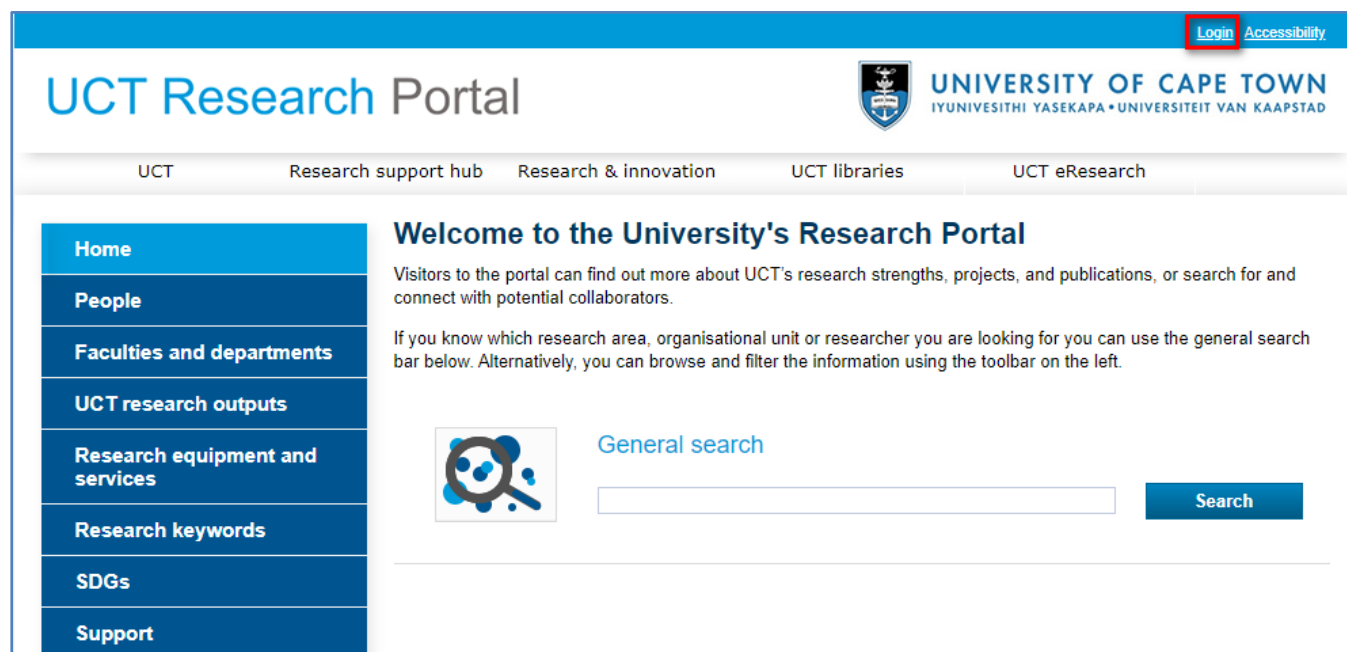 Login Accessibility
UCT Research Portal
UNIVERSITY OF CAPE TOWN
IYUNIVESITHI YASEKAPA • UNIVERSITEIT VAN KAAPSTAD
UCT Research support hub Research & innovation UCT libraries UCT eResearch
Home
People
Faculties and departments
UCT research outputs
Research equipment and
services
Research keywords
SDGs
Support
Welcome to the University's Research Portal
Visitors to the portal can find out more about UCT's research strengths, projects, and publications, or search for and
connect with potential collaborators.
If you know which research area, organisational unit or researcher you are looking for you can use the general search
bar below. Alternatively, you can browse and filter the information using the toolbar on the left.
General search
Search